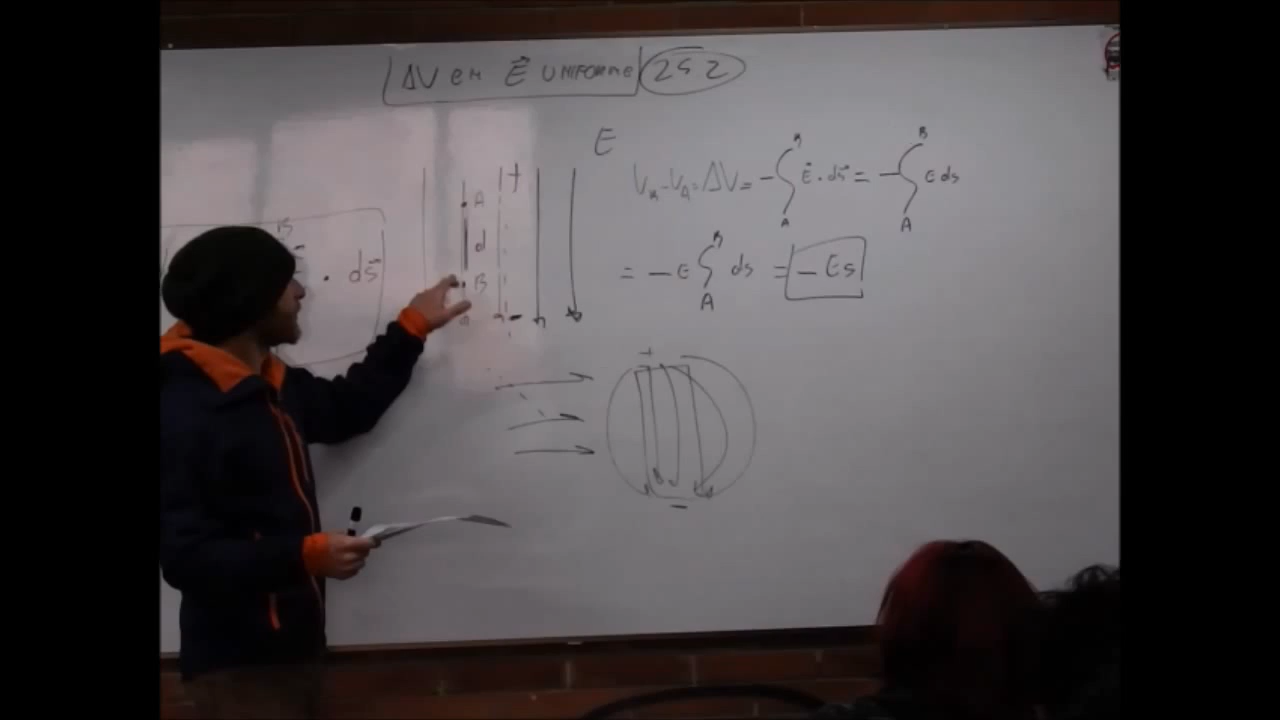 ΔV em E⃗ UNIFORME 25 2
E
V_B - V_A = ΔV = -∫_A^B E⃗ · ds⃗ = -∫_A^B E ds
= -E ∫_A^B ds = -Es
B
· ds⃗
+
A
d
B
-
+
-